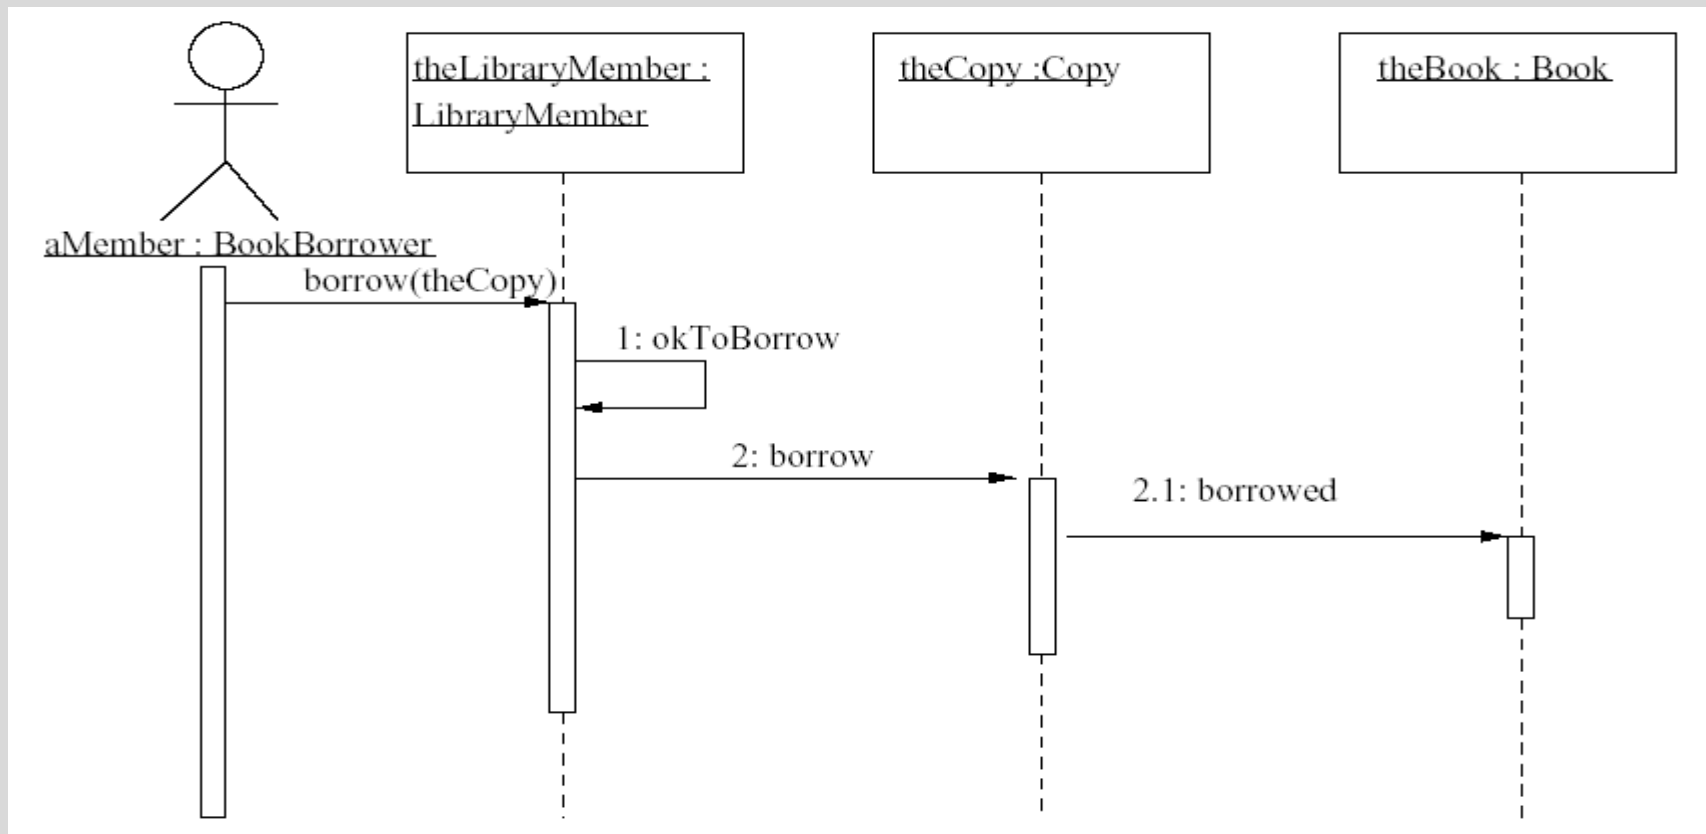 theLibraryMember :
LibraryMember
theCopy :Copy
theBook : Book
aMember : BookBorrower
borrow(theCopy)
1: okToBorrow
2: borrow
2.1: borrowed